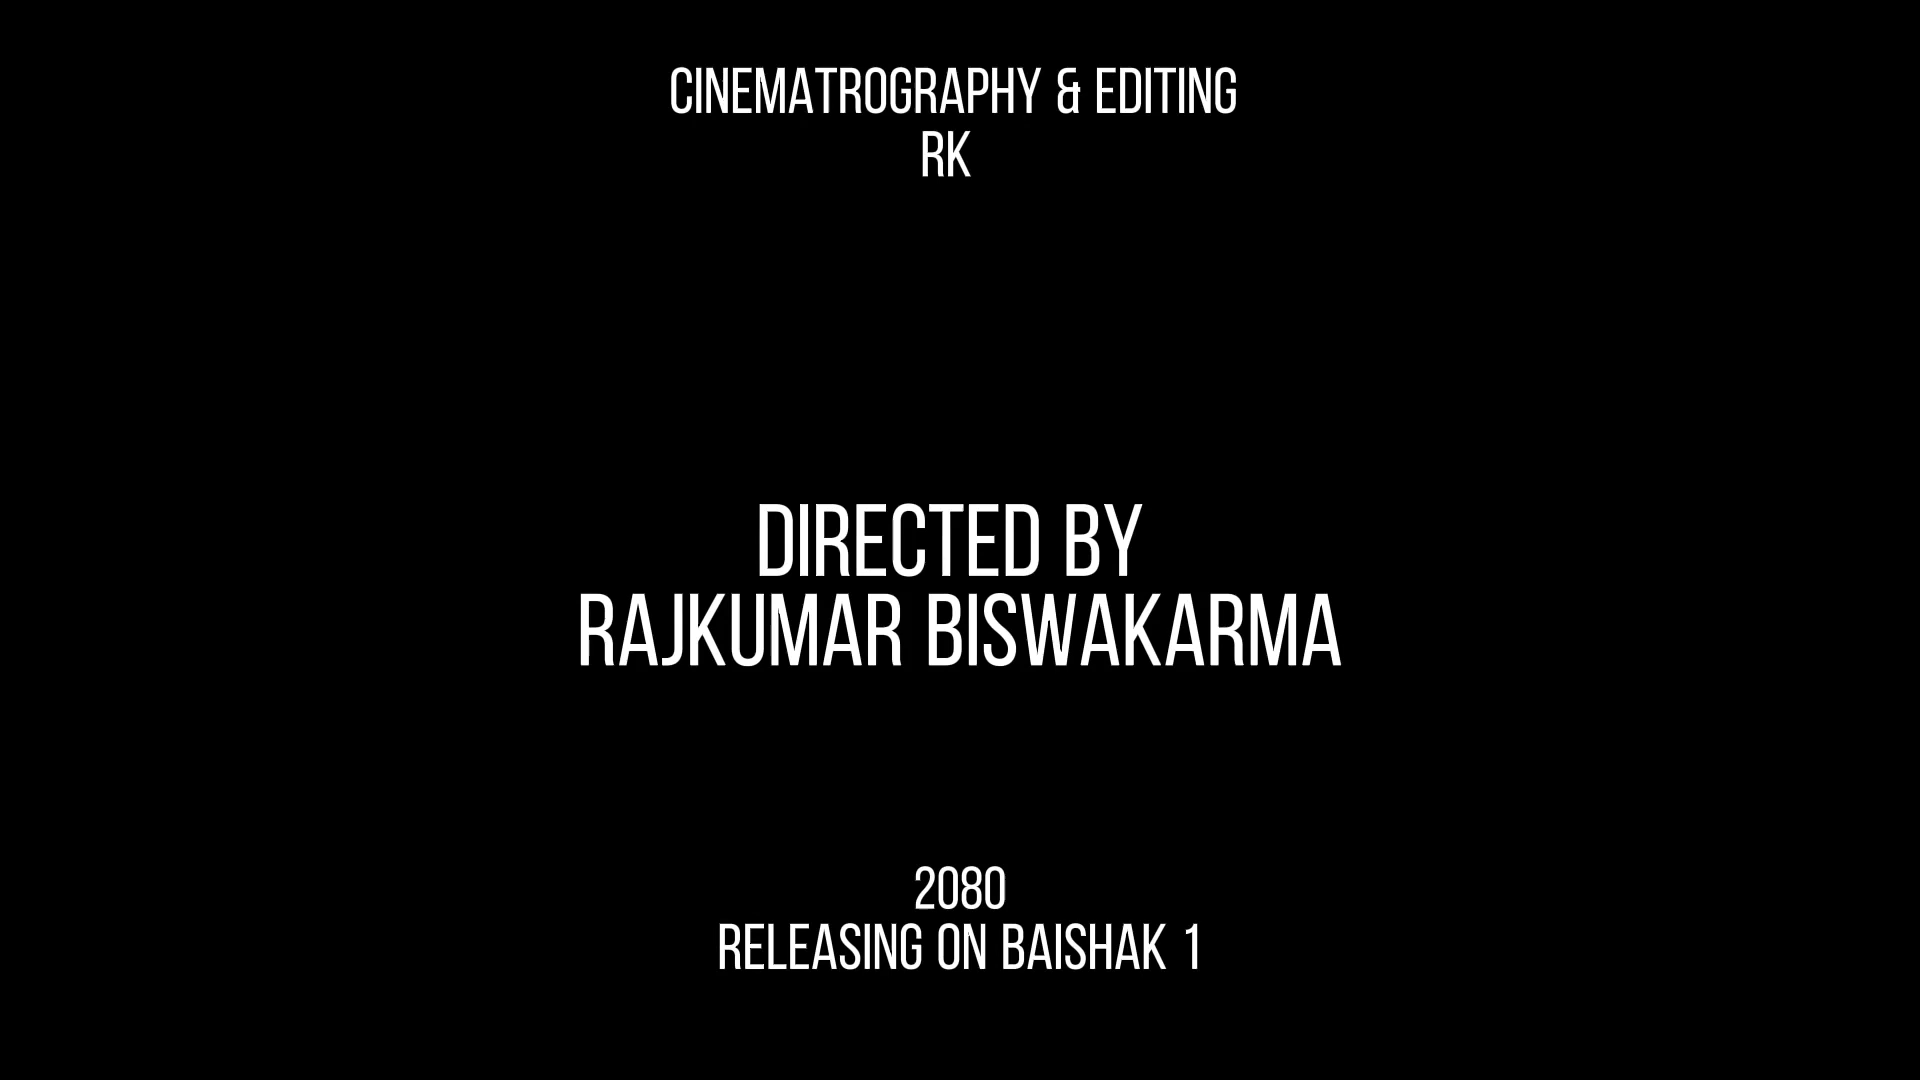 CINEMATROGRAPHY & EDITING
RK
DIRECTED BY
RAJKUMAR BISWAKARMA
2080
RELEASING ON BAISHAK 1